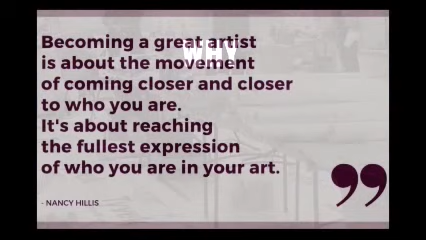 WHY
Becoming a great artist
is about the movement
of coming closer and closer
to who you are.
It's about reaching
the fullest expression
of who you are in your art.
- NANCY HILLIS